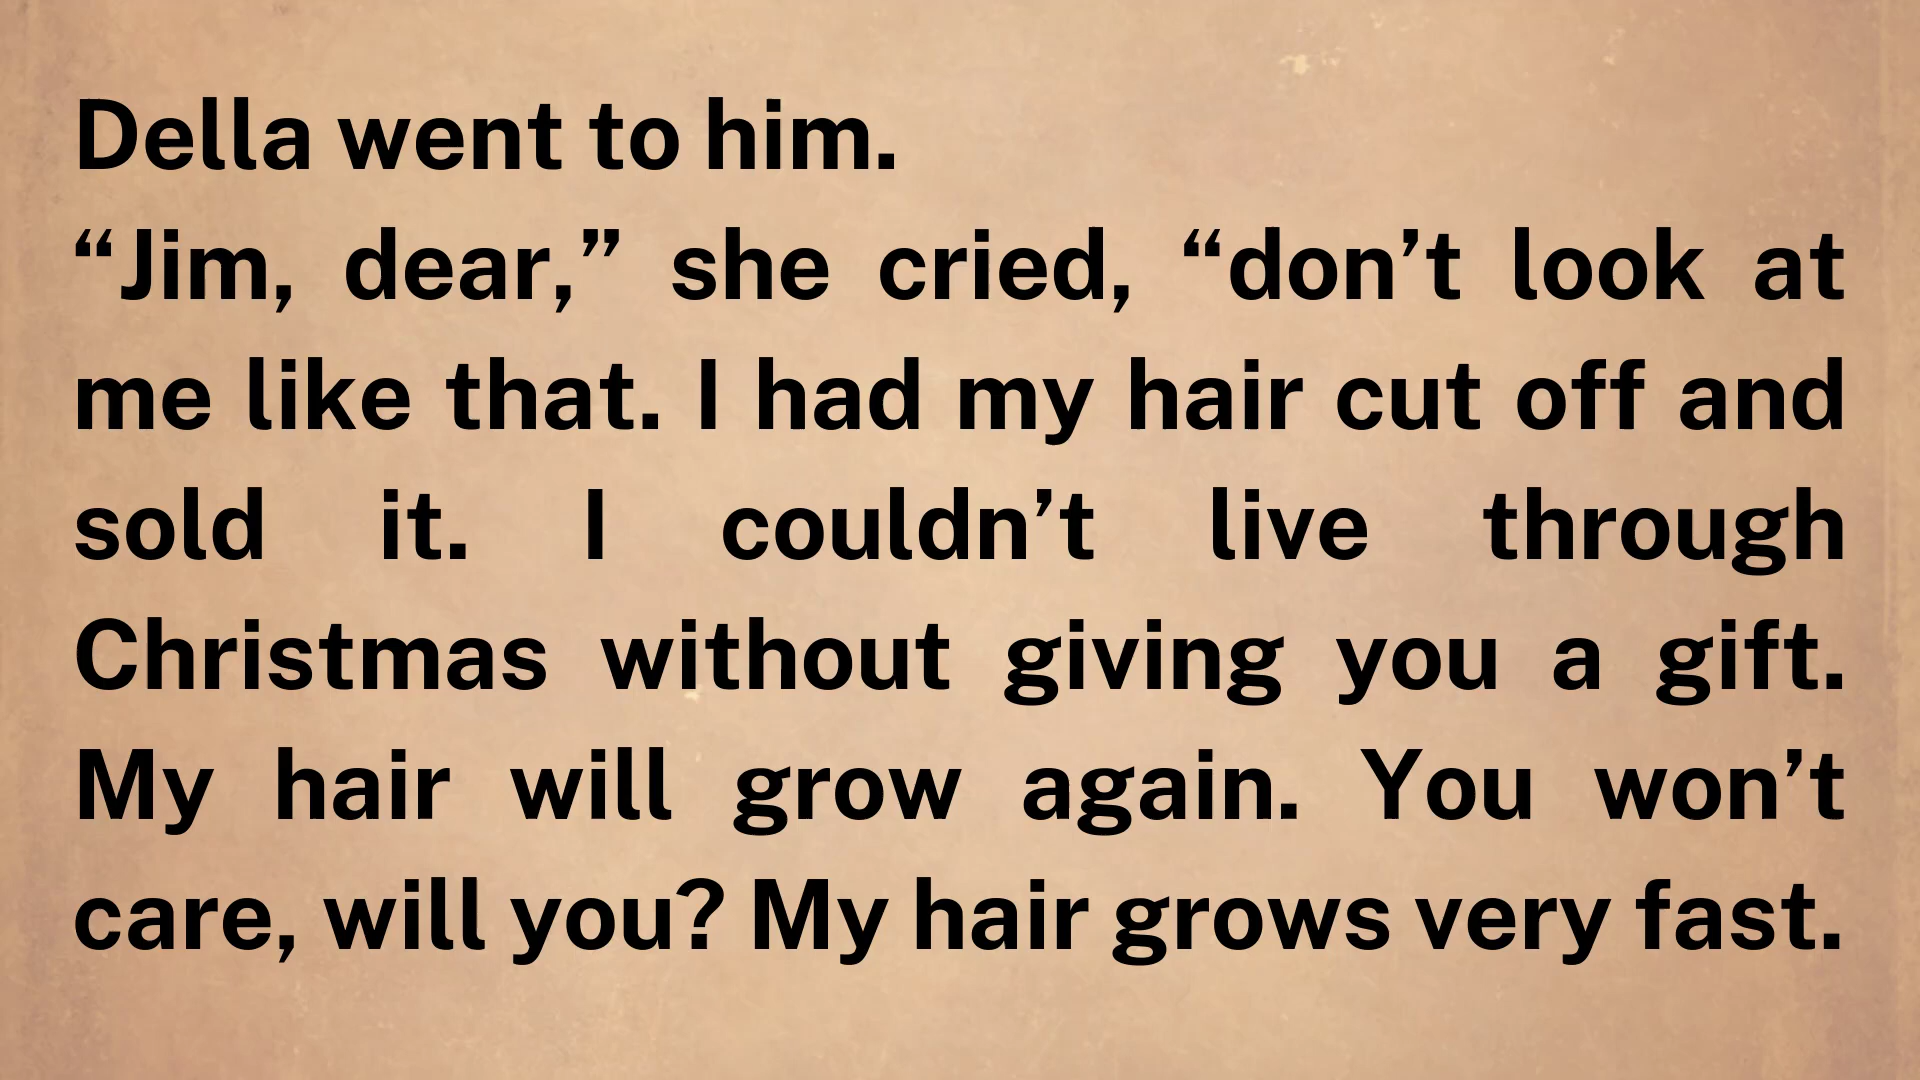 Della went to him.
“Jim, dear,” she cried, “don’t look at
me like that. I had my hair cut off and
sold it. I couldn’t live through
Christmas without giving you a gift.
My hair will grow again. You won’t
care, will you? My hair grows very fast.